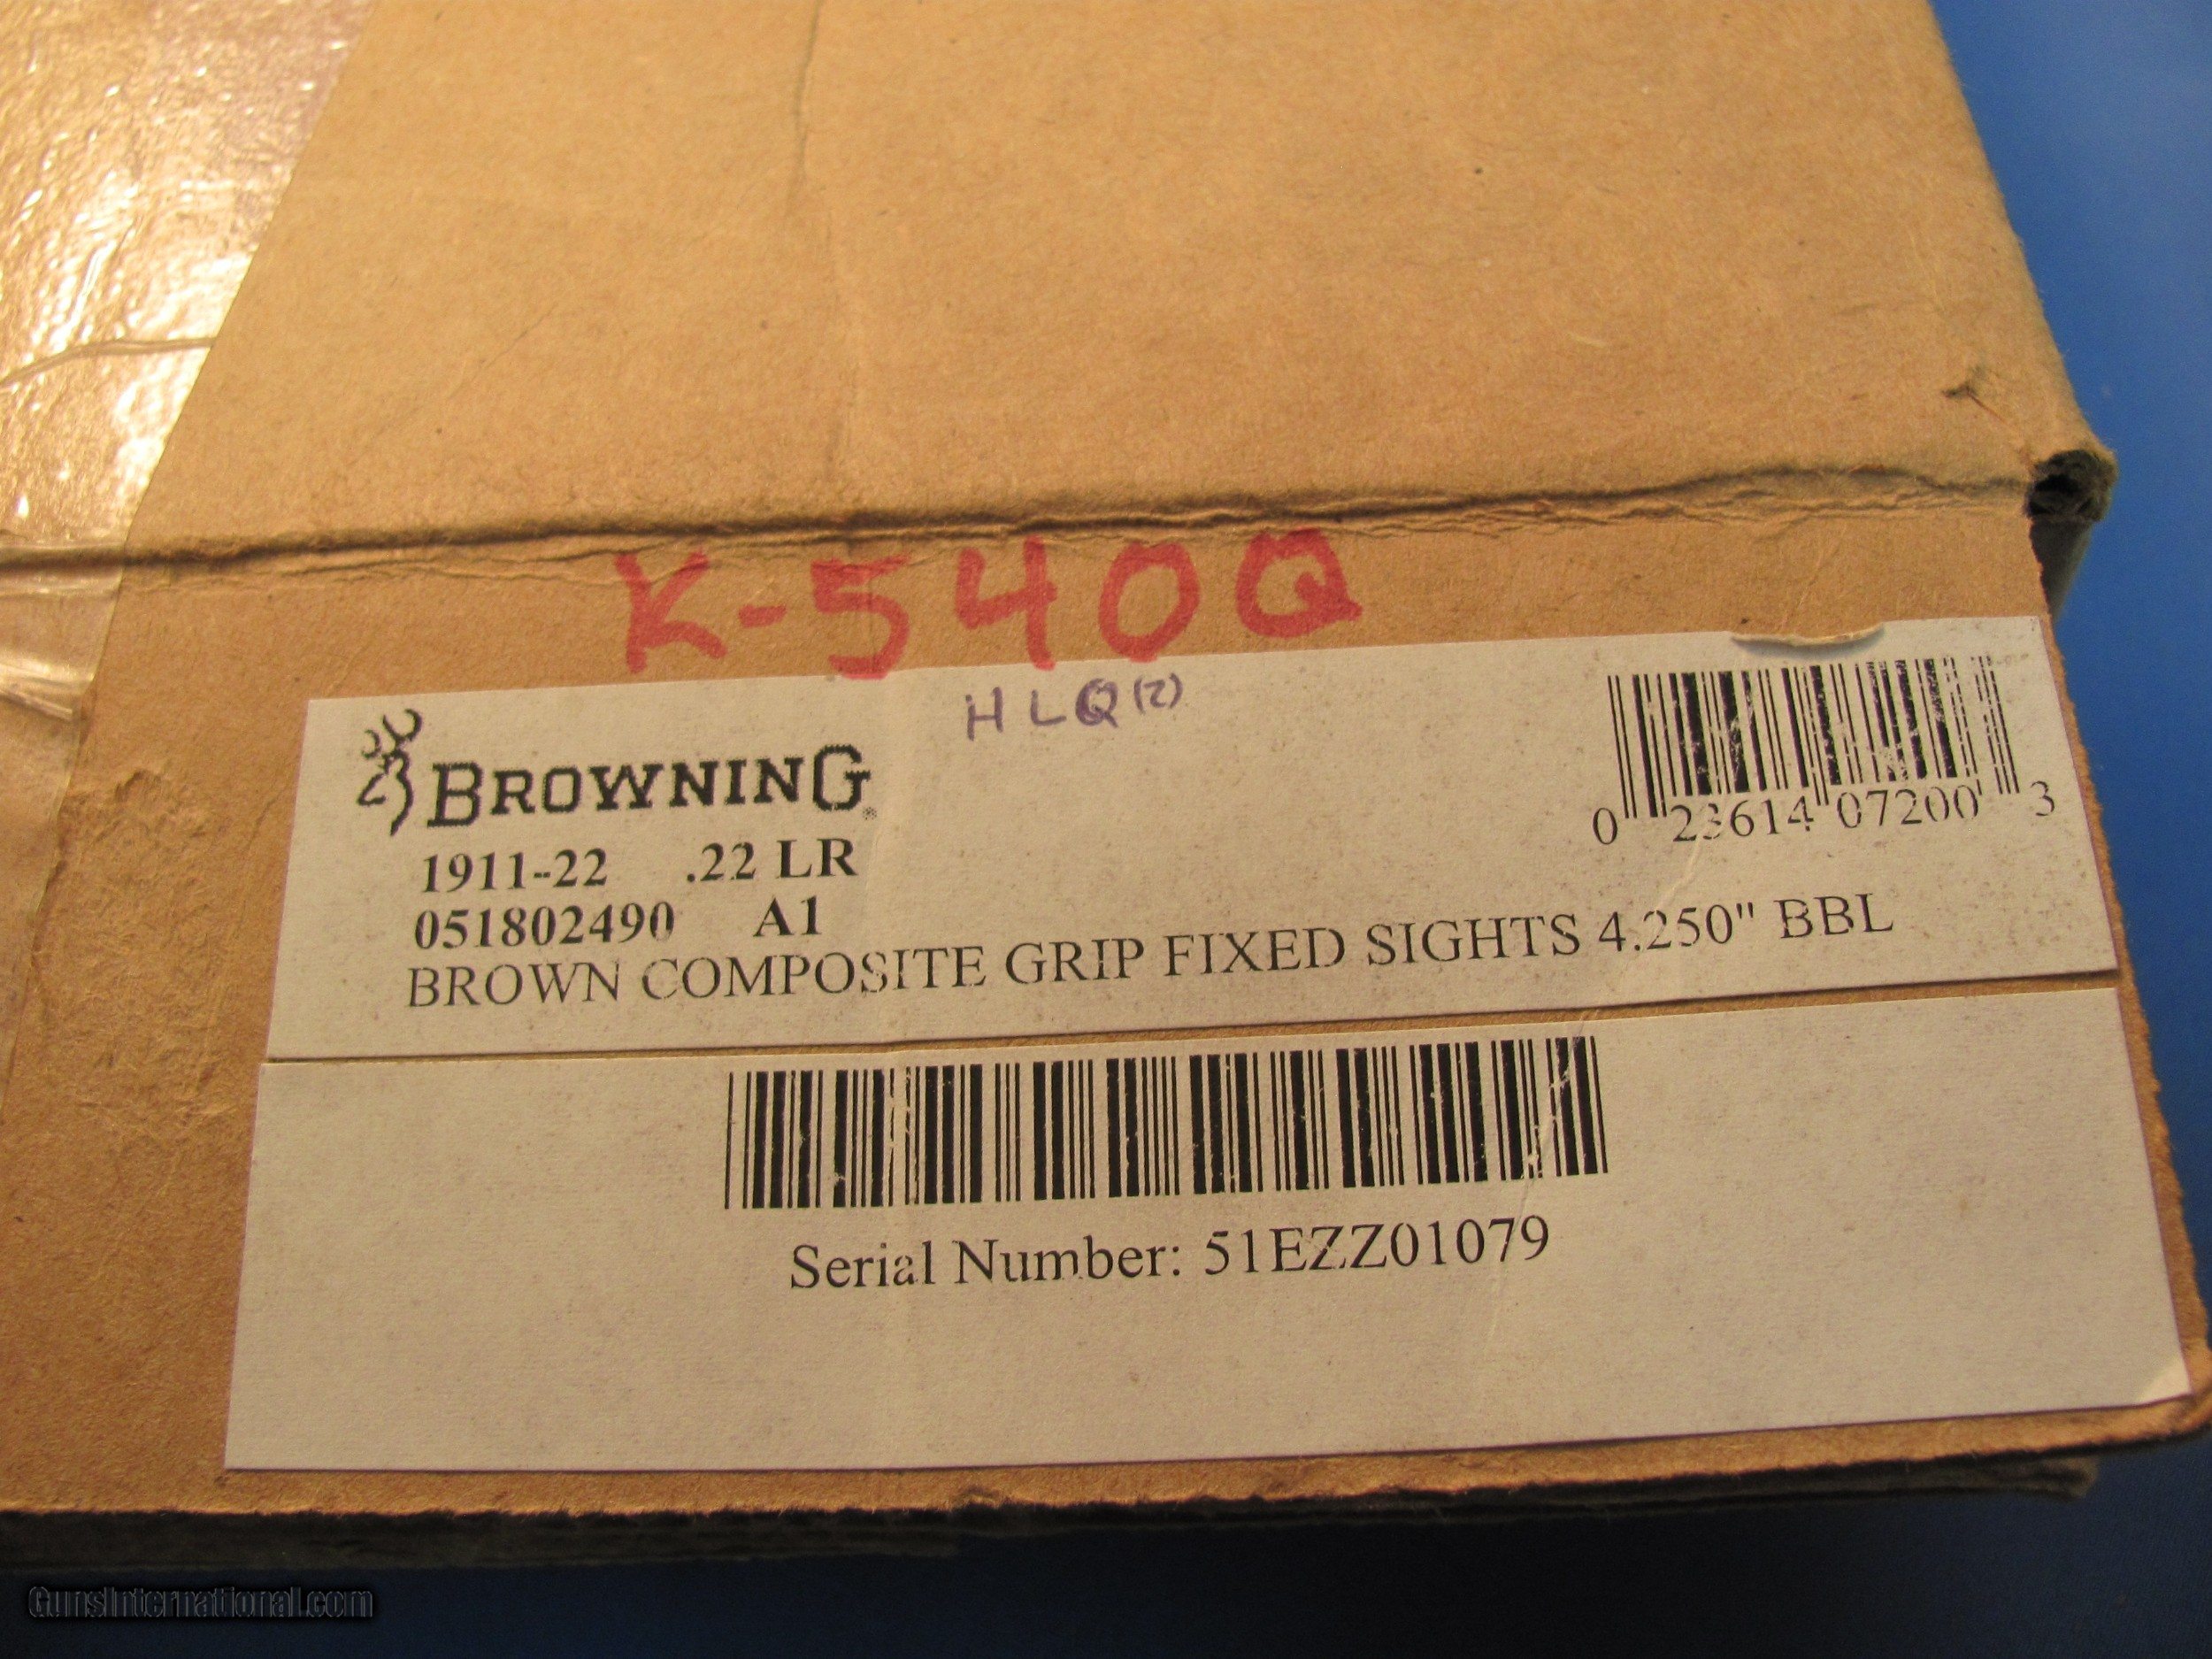 K-540Q
HLQ(2)
BROWNING
0 23614 07200 3
1911-22 .22 LR
051802490 A1
BROWN COMPOSITE GRIP FIXED SIGHTS 4.250" BBL
Serial Number: 51EZZ01079
GunsInternational.com